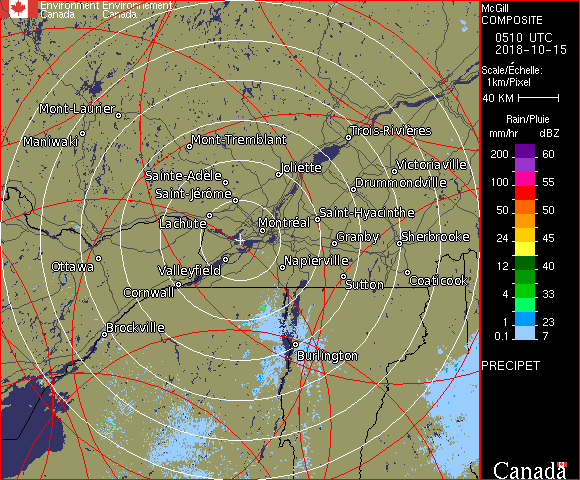 Environment Environnement
Canada Canada
McGill
COMPOSITE
0510 UTC
2018-10-15
Scale/Échelle:
1km/Pixel
40 KM
Rain/Pluie
mm/hr dBZ
200 60
100 55
50 50
24 45
12 40
4 33
1 23
0.1 7
PRECIPET
Canada
Mont-Laurier
Maniwaki
Mont-Tremblant
Trois-Rivières
Joliette
Victoriaville
Sainte-Adèle
Drummondville
Saint-Jérôme
Saint-Hyacinthe
Lachute
Montréal
Granby
Sherbrooke
Ottawa
Valleyfield
Napierville
Cornwall
Sutton
Coaticook
Brockville
Burlington